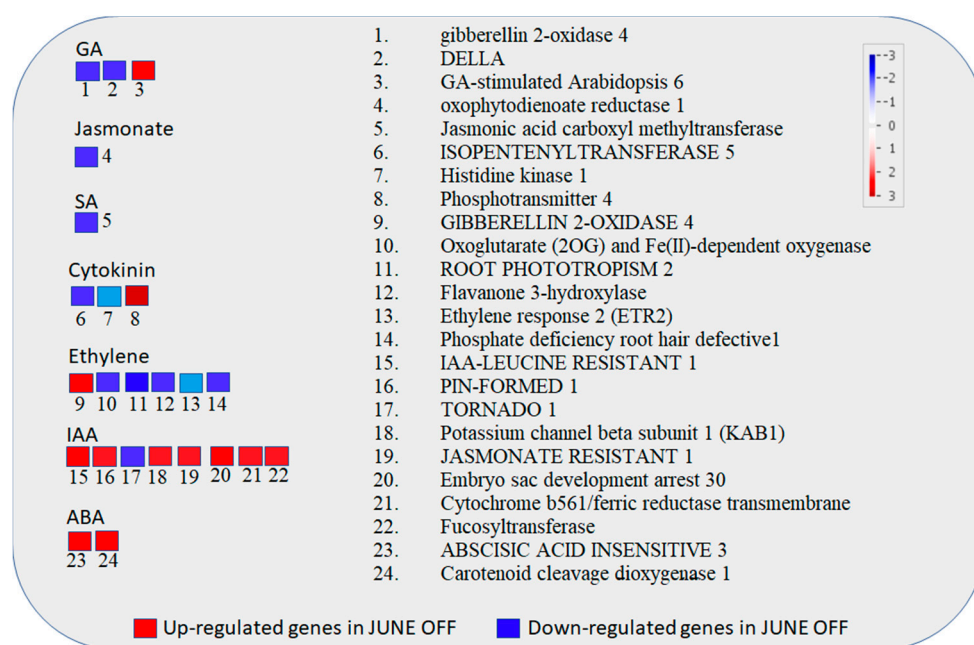 GA
1 2 3
Jasmonate
4
SA
5
Cytokinin
6 7 8
Ethylene
9 10 11 12 13 14
IAA
15 16 17 18 19 20 21 22
ABA
23 24
1. gibberellin 2-oxidase 4
2. DELLA
3. GA-stimulated Arabidopsis 6
4. oxophytodienoate reductase 1
5. Jasmonic acid carboxyl methyltransferase
6. ISOPENTENYLTRANSFERASE 5
7. Histidine kinase 1
8. Phosphotransmitter 4
9. GIBBERELLIN 2-OXIDASE 4
10. Oxoglutarate (2OG) and Fe(II)-dependent oxygenase
11. ROOT PHOTOTROPISM 2
12. Flavanone 3-hydroxylase
13. Ethylene response 2 (ETR2)
14. Phosphate deficiency root hair defective1
15. IAA-LEUCINE RESISTANT 1
16. PIN-FORMED 1
17. TORNADO 1
18. Potassium channel beta subunit 1 (KAB1)
19. JASMONATE RESISTANT 1
20. Embryo sac development arrest 30
21. Cytochrome b561/ferric reductase transmembrane
22. Fucosyltransferase
23. ABSCISIC ACID INSENSITIVE 3
24. Carotenoid cleavage dioxygenase 1
-3
-2
-1
0
1
2
3
Up-regulated genes in JUNE OFF
Down-regulated genes in JUNE OFF